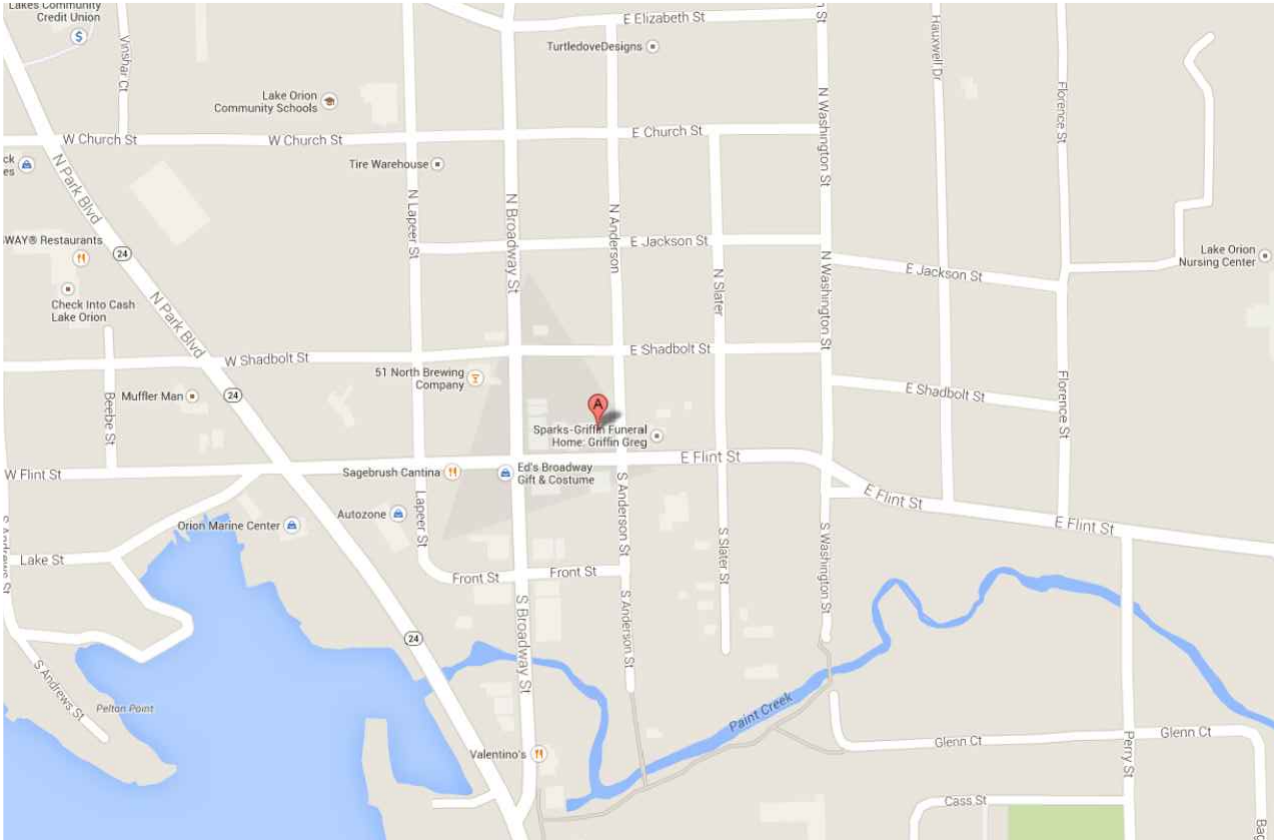 Lakes Community
Credit Union
$
Vinshar Ct
E Elizabeth St
TurtledoveDesigns
Hauxwell Dr
Florence St
Lake Orion
Community Schools
N Washington St
W Church St
W Church St
E Church St
Tire Warehouse
N Park Blvd
N Lapeer St
N Broadway St
N Anderson
WAY® Restaurants
24
E Jackson St
N Slater
N Washington St
E Jackson St
Lake Orion
Nursing Center
Check Into Cash
Lake Orion
N Park Blvd
W Shadbolt St
E Shadbolt St
51 North Brewing
Company
Muffler Man
24
Beebe St
E Shadbolt St
Florence St
A
Sparks-Griffin Funeral
Home: Griffin Greg
W Flint St
Sagebrush Cantina
Ed's Broadway
Gift & Costume
E Flint St
S Anderson St
E Flint St
E Flint St
Autozone
Lapeer St
Orion Marine Center
S Andrews St
Lake St
Front St
Front St
S Slater St
S Washington St
S Broadway St
S Anderson St
24
S Andrews St
Pelton Point
Paint Creek
Valentino's
Glenn Ct
Perry St
Glenn Ct
Cass St